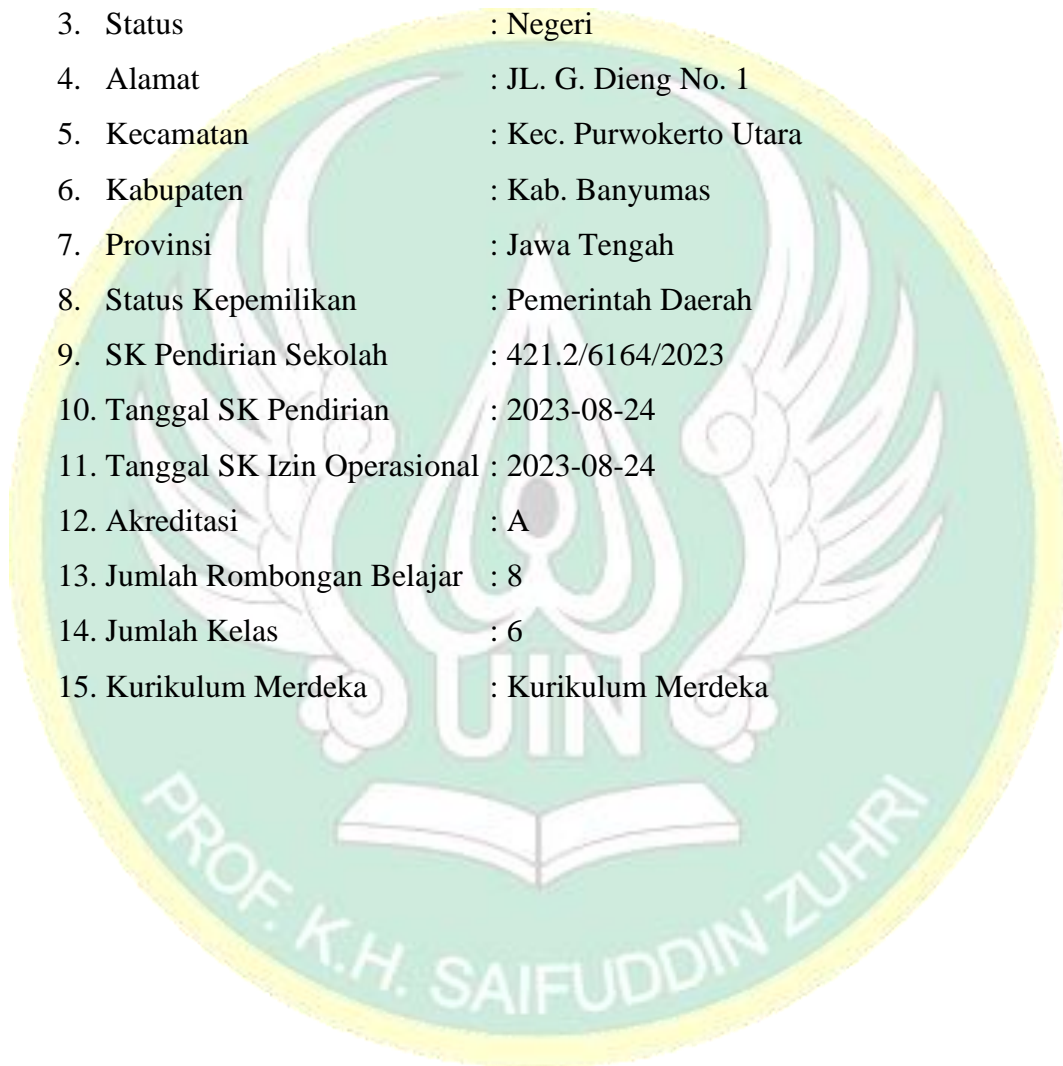 3. Status : Negeri
4. Alamat : JL. G. Dieng No. 1
5. Kecamatan : Kec. Purwokerto Utara
6. Kabupaten : Kab. Banyumas
7. Provinsi : Jawa Tengah
8. Status Kepemilikan : Pemerintah Daerah
9. SK Pendirian Sekolah : 421.2/6164/2023
10. Tanggal SK Pendirian : 2023-08-24
11. Tanggal SK Izin Operasional : 2023-08-24
12. Akreditasi : A
13. Jumlah Rombongan Belajar : 8
14. Jumlah Kelas : 6
15. Kurikulum Merdeka : Kurikulum Merdeka
UIN
PROF. K.H. SAIFUDDIN ZUHRI